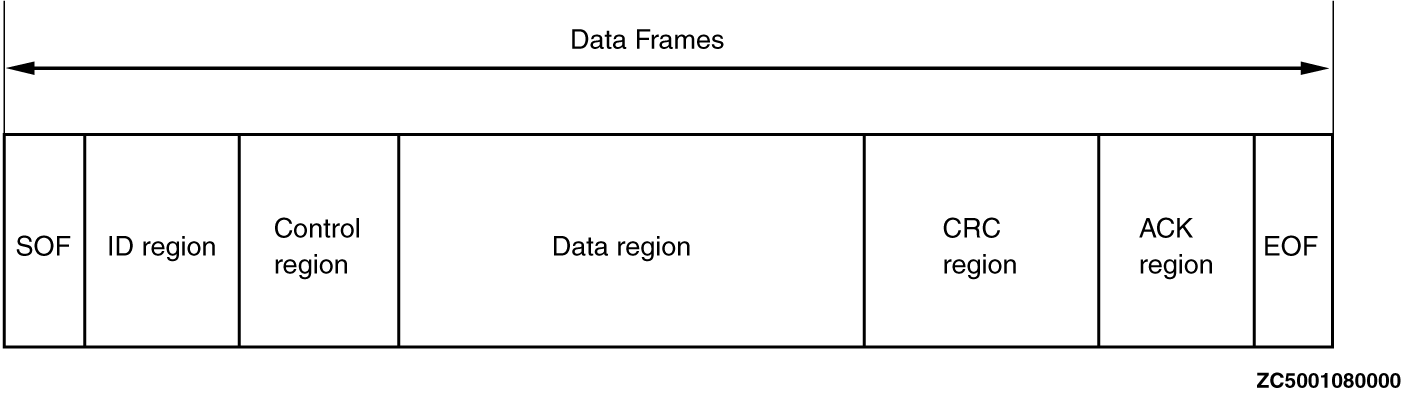 Data Frames
SOF
ID region
Control
region
Data region
CRC
region
ACK
region
EOF
ZC5001080000